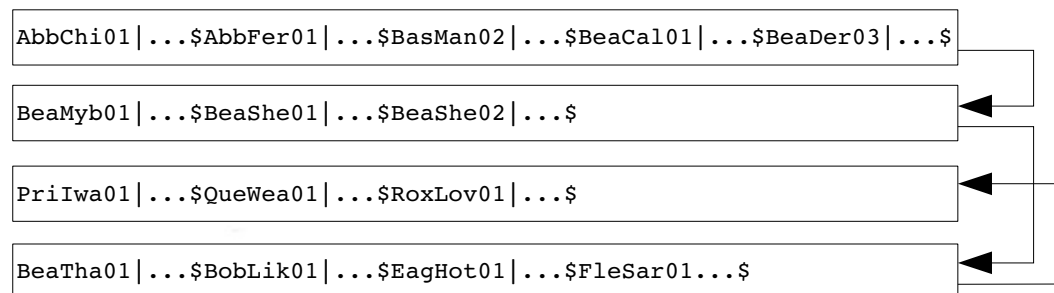 AbbChi01|...$AbbFer01|...$BasMan02|...$BeaCal01|...$BeaDer03|...$
BeaMyb01|...$BeaShe01|...$BeaShe02|...$
PriIwa01|...$QueWea01|...$RoxLov01|...$
BeaTha01|...$BobLik01|...$EagHot01|...$FleSar01...$